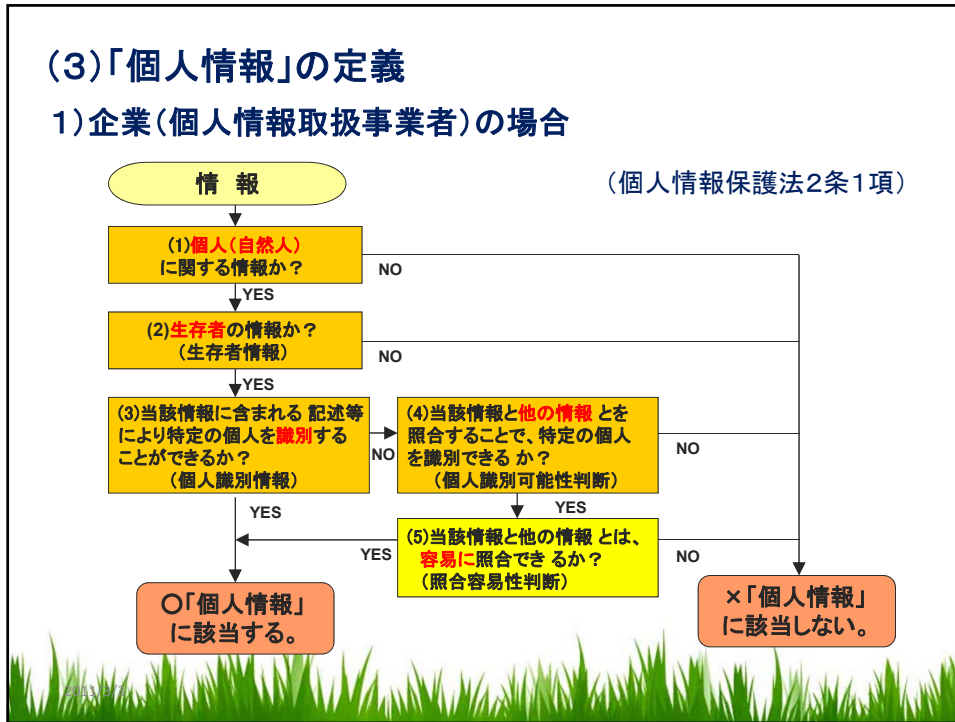 (3)「個人情報」の定義
1)企業(個人情報取扱事業者)の場合
(個人情報保護法2条1項)
情 報
(1)個人(自然人)
に関する情報か?
NO
YES
(2)生存者の情報か?
(生存者情報)
NO
YES
(3)当該情報に含まれる 記述等
により特定の個人を識別する
ことができるか?
(個人識別情報)
NO
YES
(4)当該情報と他の情報 とを
照合することで、特定の個人
を識別できる か?
(個人識別可能性判断)
NO
YES
(5)当該情報と他の情報 とは、
容易に照合でき るか?
(照合容易性判断)
YES
NO
○「個人情報」
に該当する。
×「個人情報」
に該当しない。